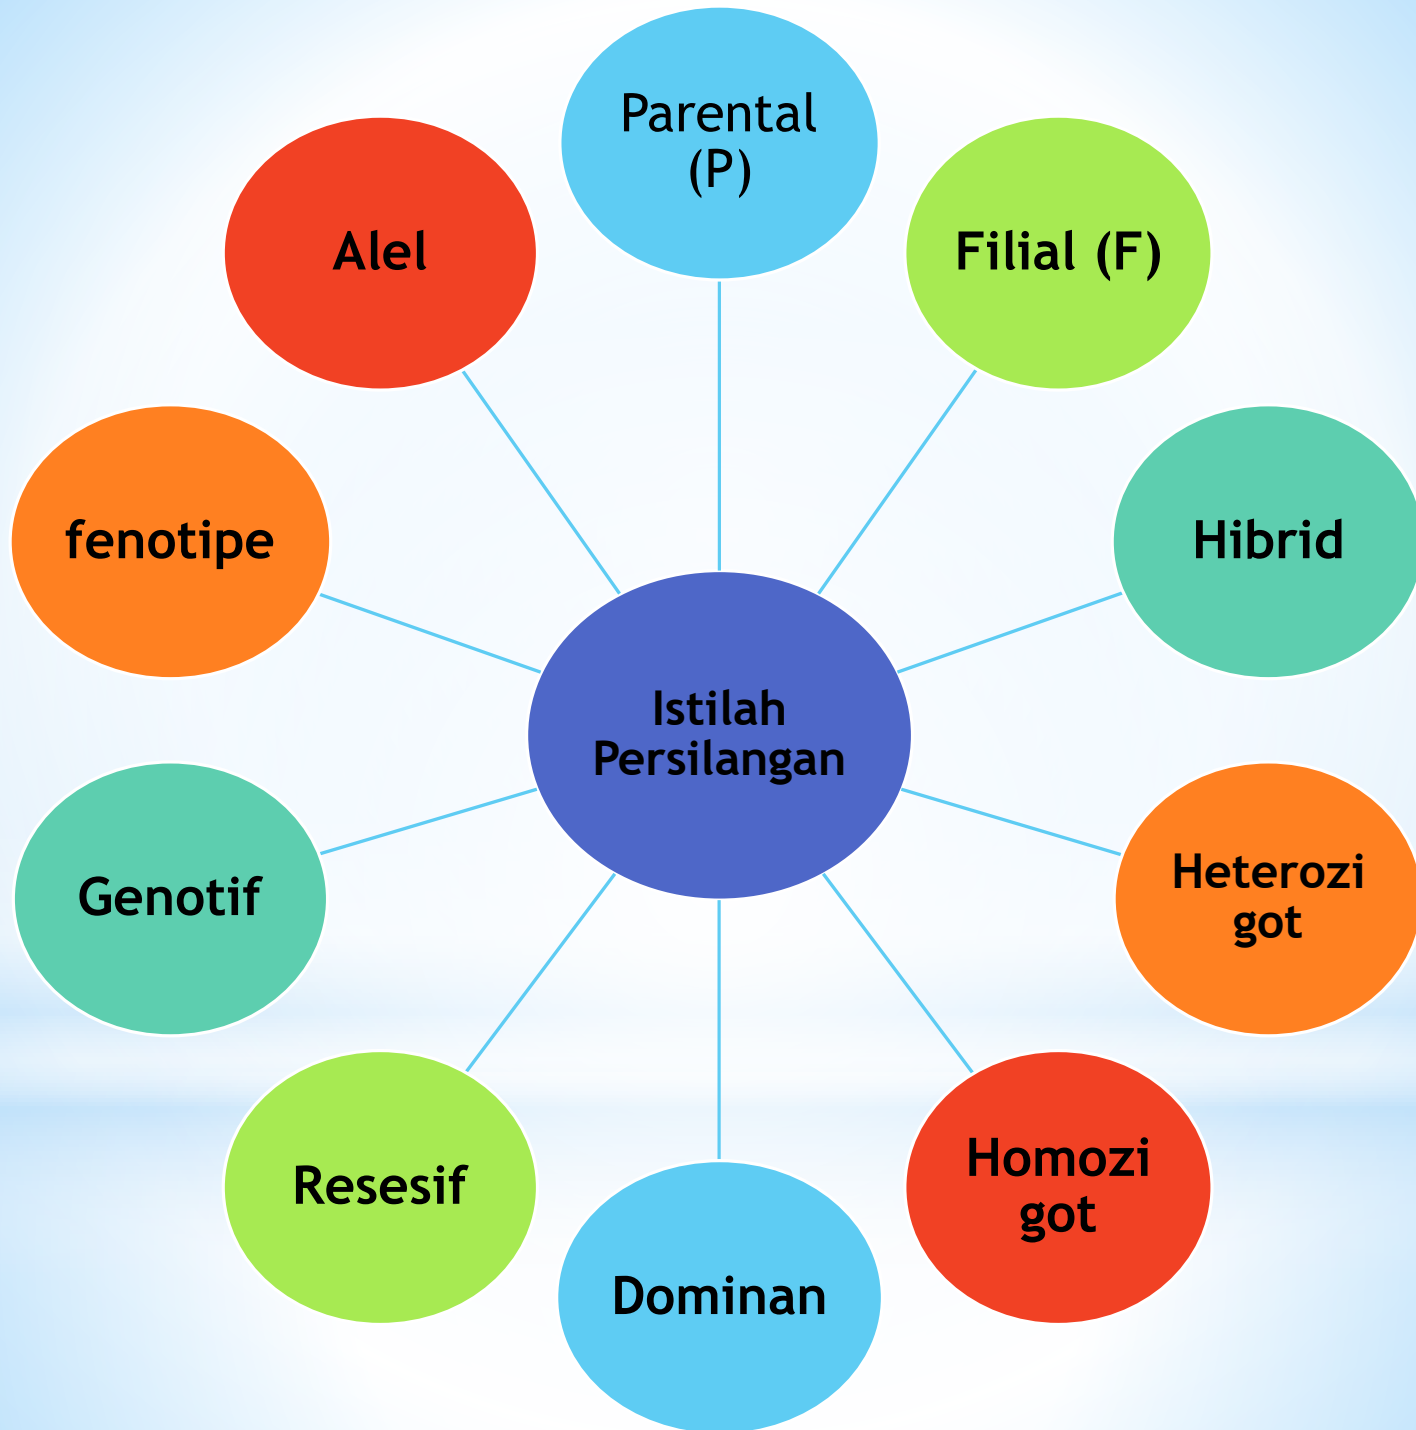 Parental
(P)
Filial (F)
Hibrid
Heterozi
got
Homozi
got
Dominan
Resesif
Genotif
fenotipe
Alel
Istilah
Persilangan